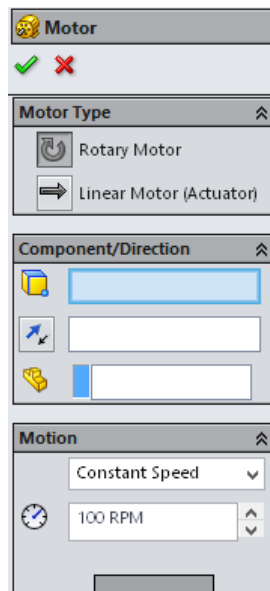 Motor
Motor Type
Rotary Motor
Linear Motor (Actuator)
Component/Direction
Motion
Constant Speed
100 RPM